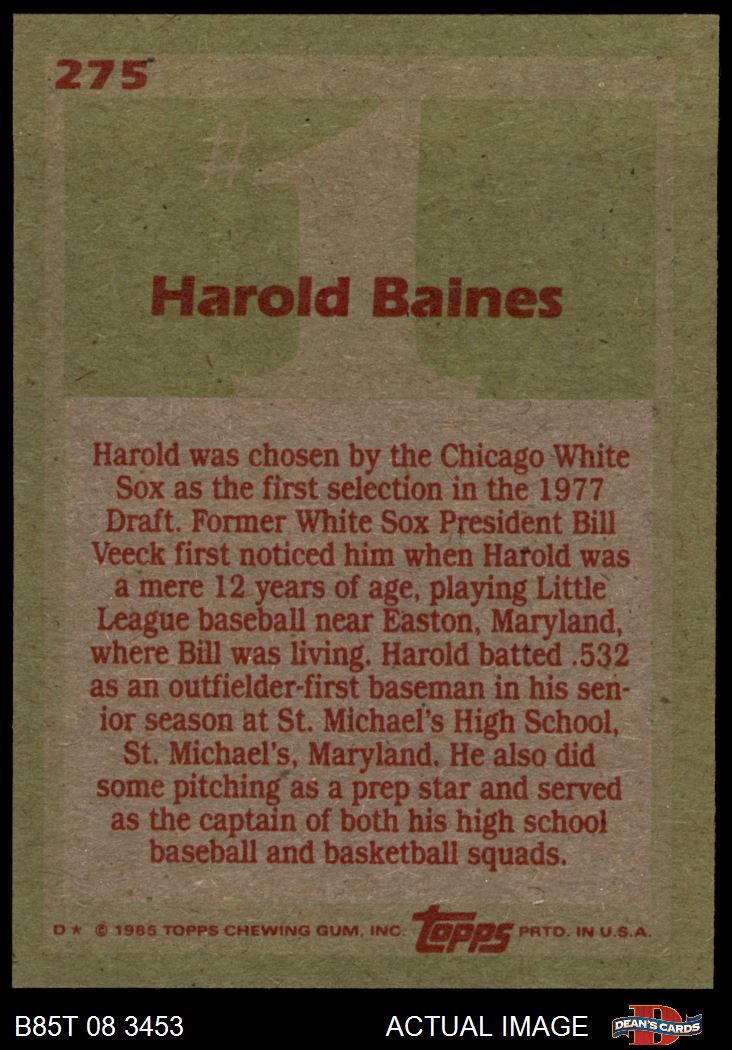 275
#1
Harold Baines
Harold was chosen by the Chicago White
Sox as the first selection in the 1977
Draft. Former White Sox President Bill
Veeck first noticed him when Harold was
a mere 12 years of age, playing Little
League baseball near Easton, Maryland,
where Bill was living. Harold batted .532
as an outfielder-first baseman in his sen-
ior season at St. Michael's High School,
St. Michael's, Maryland. He also did
some pitching as a prep star and served
as the captain of both his high school
baseball and basketball squads.
D* © 1985 TOPPS CHEWING GUM, INC. topps PRTD. IN U.S.A.
B85T 08 3453 ACTUAL IMAGE D DEAN'S CARDS